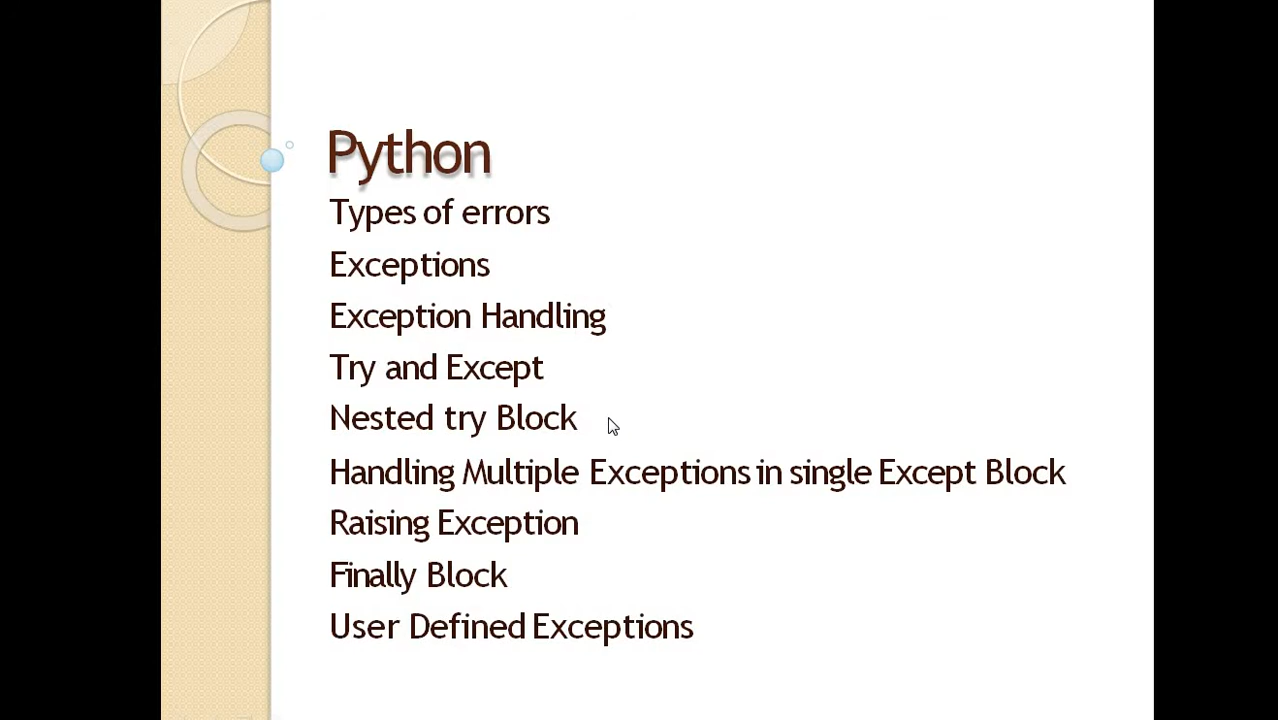 Python
Types of errors
Exceptions
Exception Handling
Try and Except
Nested try Block
Handling Multiple Exceptions in single Except Block
Raising Exception
Finally Block
User Defined Exceptions